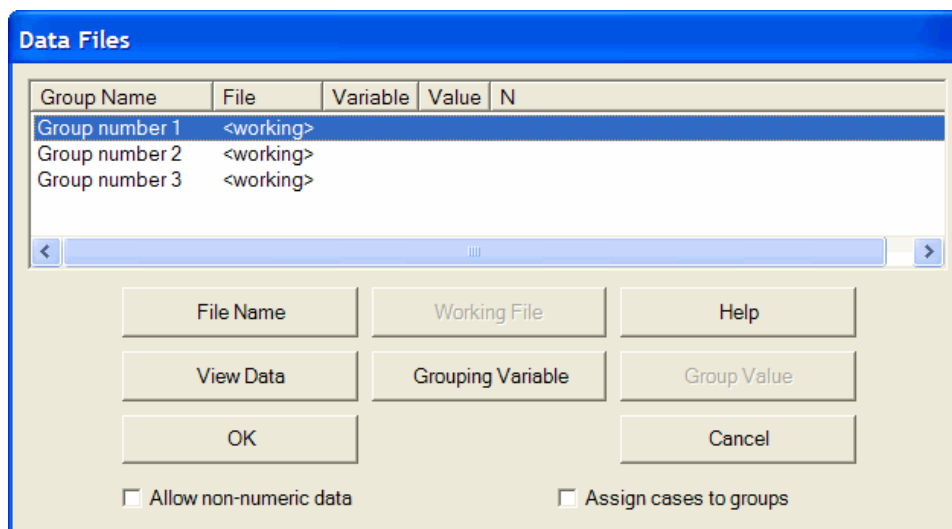 Data Files
Group Name File Variable Value N
Group number 1 <working>
Group number 2 <working>
Group number 3 <working>
File Name Working File Help
View Data Grouping Variable Group Value
OK Cancel
Allow non-numeric data Assign cases to groups